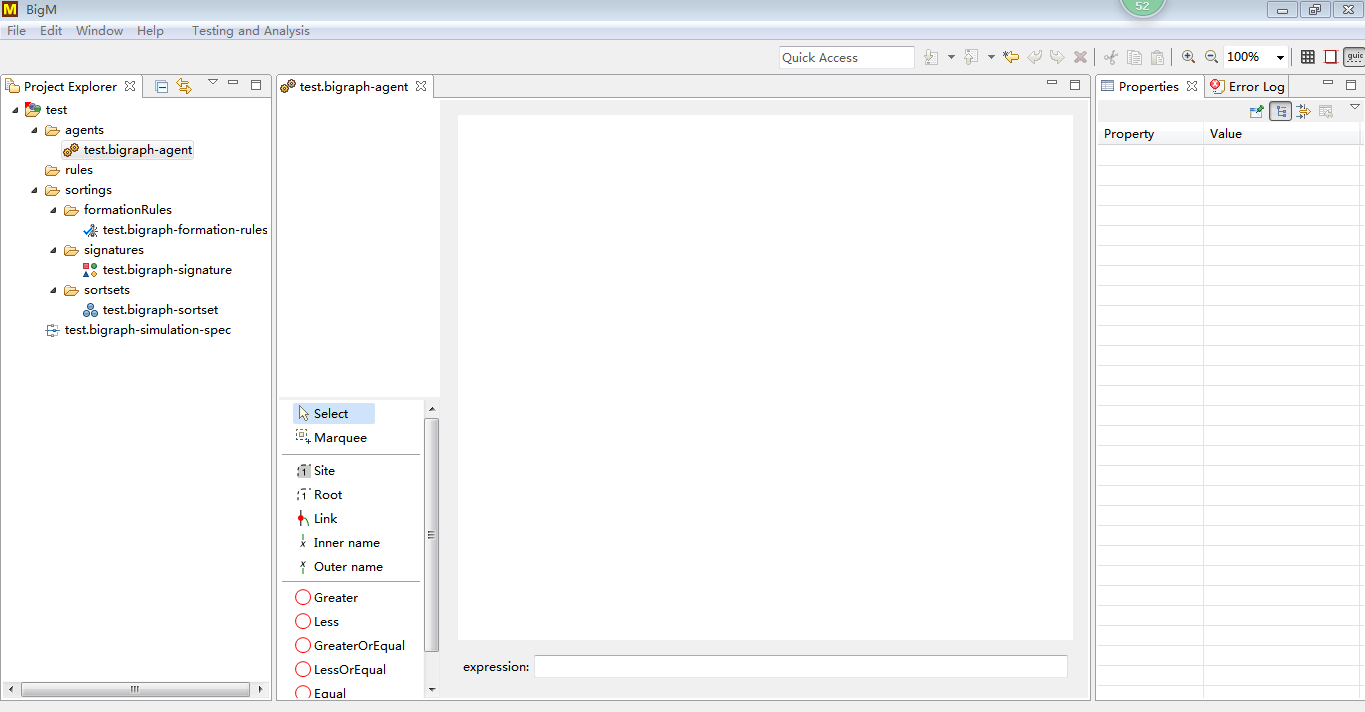 BigM
52
File Edit Window Help Testing and Analysis
Quick Access
100%
Project Explorer
test
agents
test.bigraph-agent
rules
sortings
formationRules
test.bigraph-formation-rules
signatures
test.bigraph-signature
sortsets
test.bigraph-sortset
test.bigraph-simulation-spec
test.bigraph-agent
Select
Marquee
Site
Root
Link
Inner name
Outer name
Greater
Less
GreaterOrEqual
LessOrEqual
Equal
expression:
Properties Error Log
Property Value